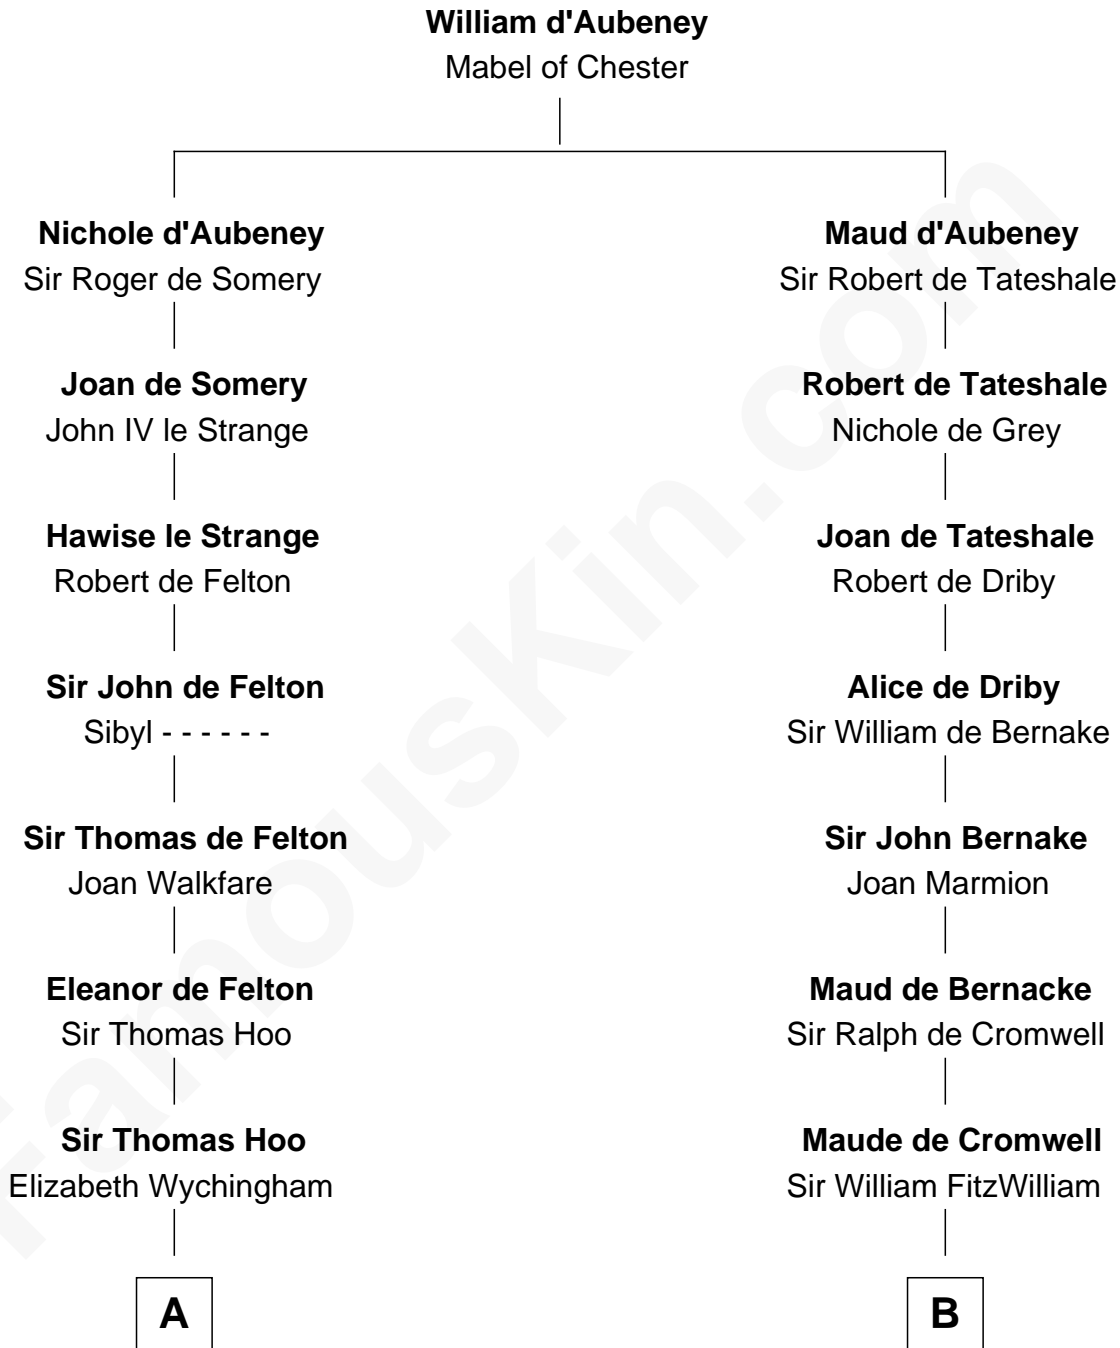 William d'Aubeney
Mabel of Chester
Nichole d'Aubeney
Sir Roger de Somery
Maud d'Aubeney
Sir Robert de Tateshale
Joan de Somery
John IV le Strange
Robert de Tateshale
Nichole de Grey
Hawise le Strange
Robert de Felton
Joan de Tateshale
Robert de Driby
Sir John de Felton
Sibyl - - - - - -
Alice de Driby
Sir William de Bernake
Sir Thomas de Felton
Joan Walkfare
Sir John Bernake
Joan Marmion
Eleanor de Felton
Sir Thomas Hoo
Maud de Bernacke
Sir Ralph de Cromwell
Sir Thomas Hoo
Elizabeth Wychingham
Maude de Cromwell
Sir William FitzWilliam
A
B
FamousKin.com